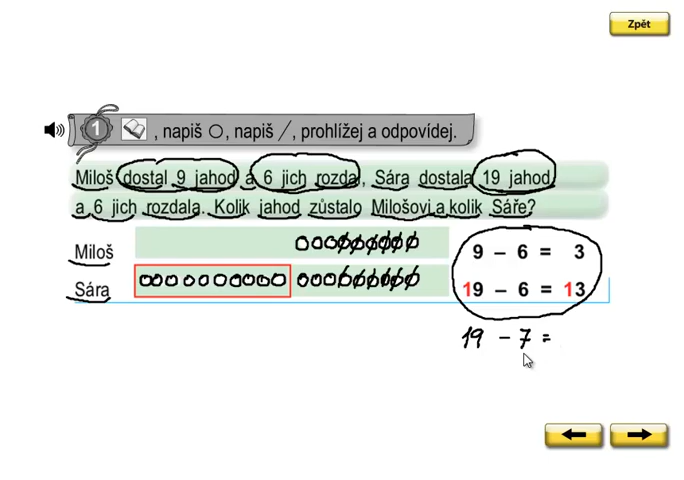 Zpět
1 , napiš ○, napiš /, prohlížej a odpovídej.
Miloš dostal 9 jahod a 6 jich rozdal, Sára dostala 19 jahod
a 6 jich rozdala. Kolik jahod zůstalo Milošovi a kolik Sáře?
Miloš
9 – 6 = 3
Sára
19 – 6 = 13
19 – 7 =